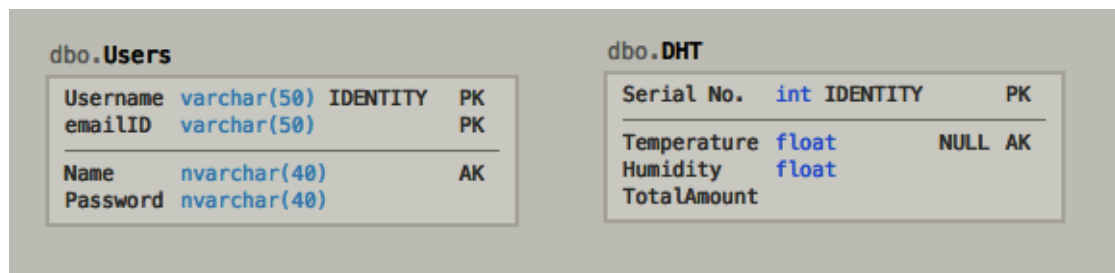 dbo.Users
Username varchar(50) IDENTITY PK
emailID varchar(50) PK
Name nvarchar(40) AK
Password nvarchar(40)
dbo.DHT
Serial No. int IDENTITY PK
Temperature float NULL AK
Humidity float
TotalAmount